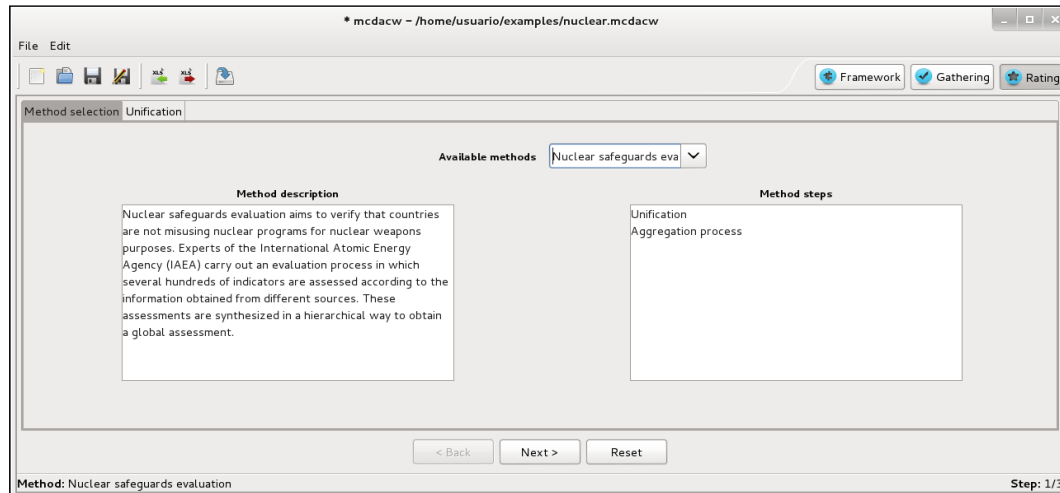 * mcdacw – /home/usuario/examples/nuclear.mcdacw
File Edit
XLS XLS
Framework Gathering Rating
Method selection Unification
Available methods Nuclear safeguards eva
Method description
Nuclear safeguards evaluation aims to verify that countries
are not misusing nuclear programs for nuclear weapons
purposes. Experts of the International Atomic Energy
Agency (IAEA) carry out an evaluation process in which
several hundreds of indicators are assessed according to the
information obtained from different sources. These
assessments are synthesized in a hierarchical way to obtain
a global assessment.
Method steps
Unification
Aggregation process
< Back Next > Reset
Method: Nuclear safeguards evaluation
Step: 1/3